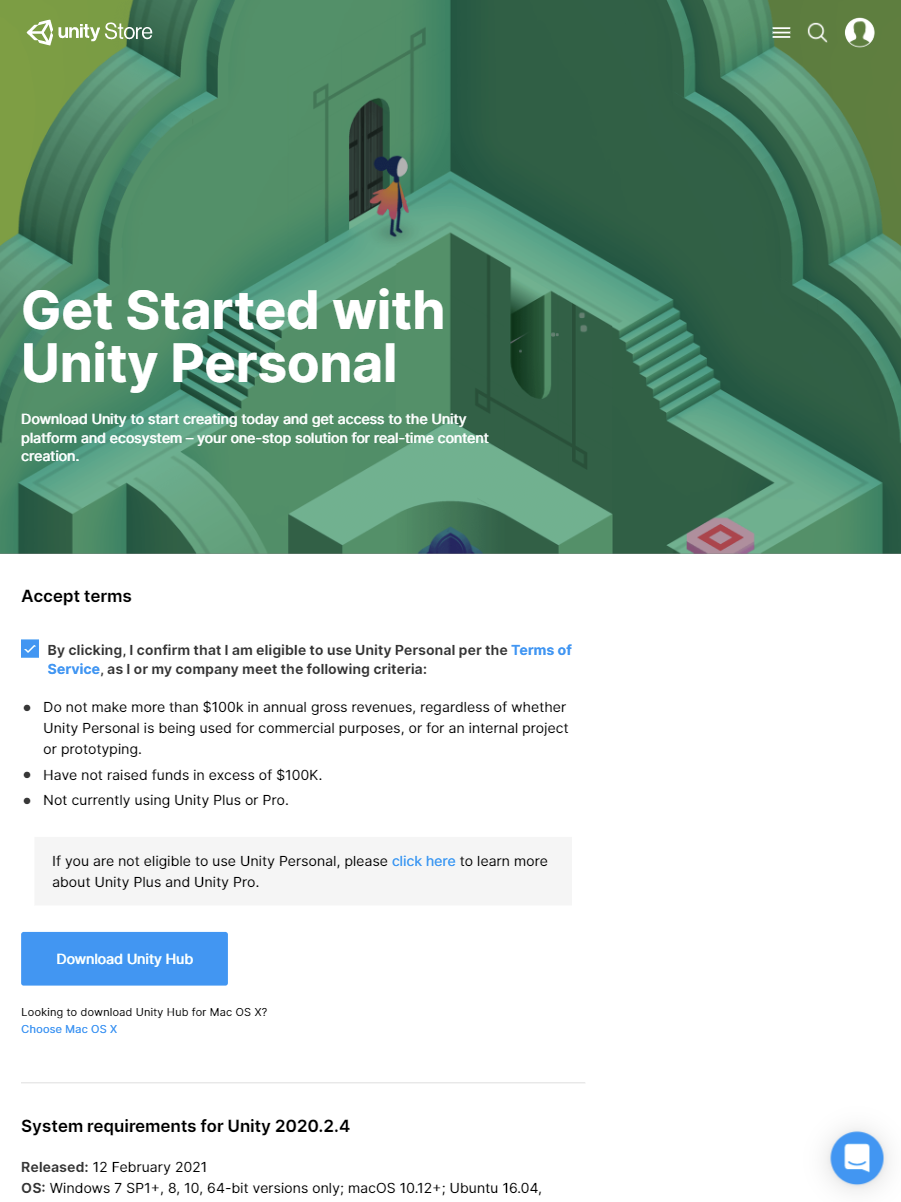 unity Store
Get Started with
Unity Personal
Download Unity to start creating today and get access to the Unity
platform and ecosystem – your one-stop solution for real-time content
creation.
Accept terms
By clicking, I confirm that I am eligible to use Unity Personal per the Terms of
Service, as I or my company meet the following criteria:
Do not make more than $100k in annual gross revenues, regardless of whether
Unity Personal is being used for commercial purposes, or for an internal project
or prototyping.
Have not raised funds in excess of $100K.
Not currently using Unity Plus or Pro.
If you are not eligible to use Unity Personal, please click here to learn more
about Unity Plus and Unity Pro.
Download Unity Hub
Looking to download Unity Hub for Mac OS X?
Choose Mac OS X
System requirements for Unity 2020.2.4
Released: 12 February 2021
OS: Windows 7 SP1+, 8, 10, 64-bit versions only; macOS 10.12+; Ubuntu 16.04,